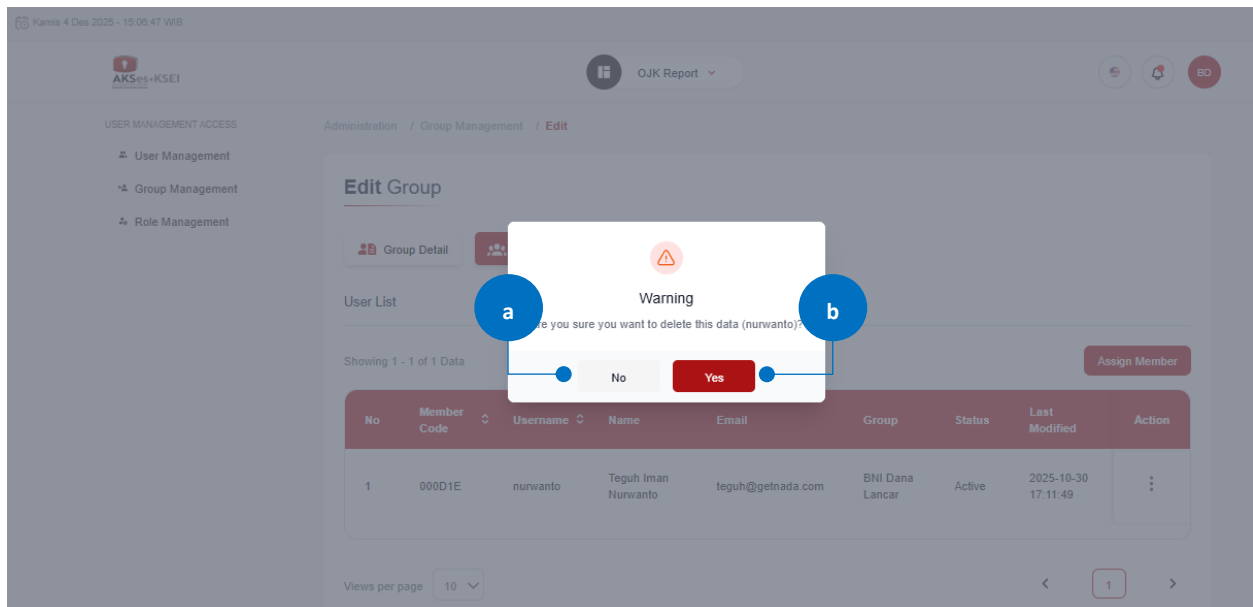 Kamis 4 Des 2025 - 15:06:47 WIB
AKSes-KSEI
OJK Report
BD
USER MANAGEMENT ACCESS
User Management
Group Management
Role Management
Administration / Group Management / Edit
Edit Group
Group Detail
User List
Warning
re you sure you want to delete this data (nurwanto)?
a
b
No
Yes
Showing 1 - 1 of 1 Data
Assign Member
No Member Code Username Name Email Group Status Last Modified Action
1 000D1E nurwanto Teguh Iman Nurwanto teguh@getnada.com BNI Dana Lancar Active 2025-10-30 17:11:49
Views per page 10
1